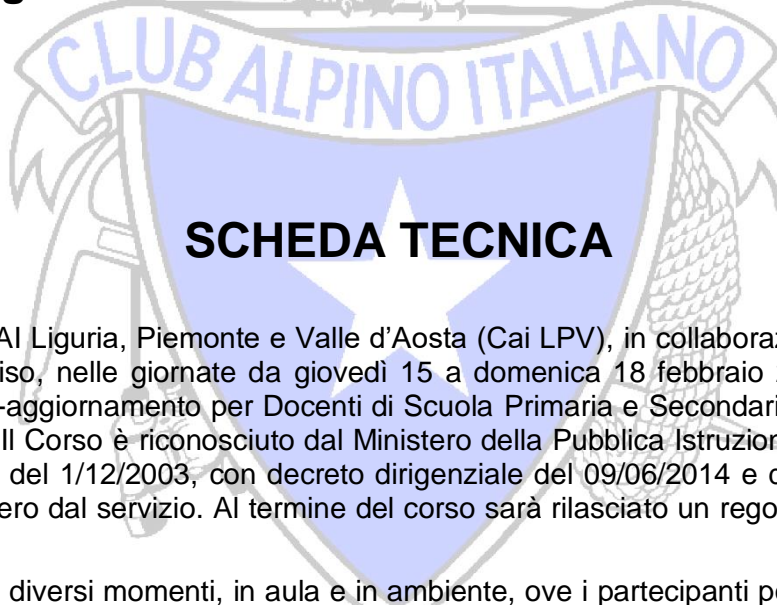 CLUB ALPINO ITALIANO
SCHEDA TECNICA
AI Liguria, Piemonte e Valle d'Aosta (Cai LPV), in collaboraz
iso, nelle giornate da giovedì 15 a domenica 18 febbraio
-aggiornamento per Docenti di Scuola Primaria e Secondari
Il Corso è riconosciuto dal Ministero della Pubblica Istruzion
del 1/12/2003, con decreto dirigenziale del 09/06/2014 e
ero dal servizio. Al termine del corso sarà rilasciato un rego
diversi momenti, in aula e in ambiente, ove i partecipanti p